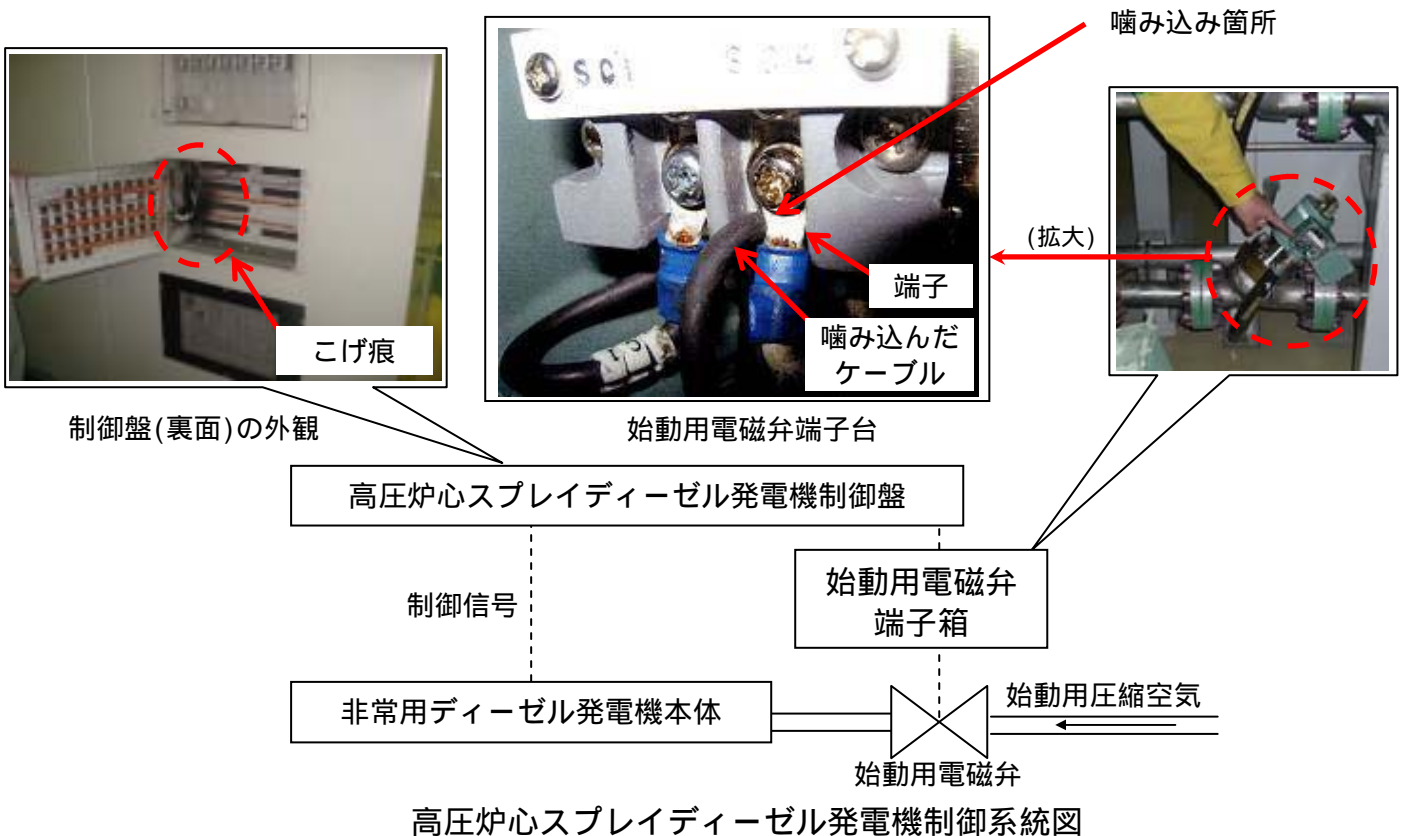 噛み込み箇所
SC1
(拡大)
端子
こげ痕
噛み込んだ
ケーブル
制御盤(裏面)の外観
始動用電磁弁端子台
高圧炉心スプレイディーゼル発電機制御盤
始動用電磁弁
端子箱
制御信号
非常用ディーゼル発電機本体
始動用圧縮空気
始動用電磁弁
高圧炉心スプレイディーゼル発電機制御系統図